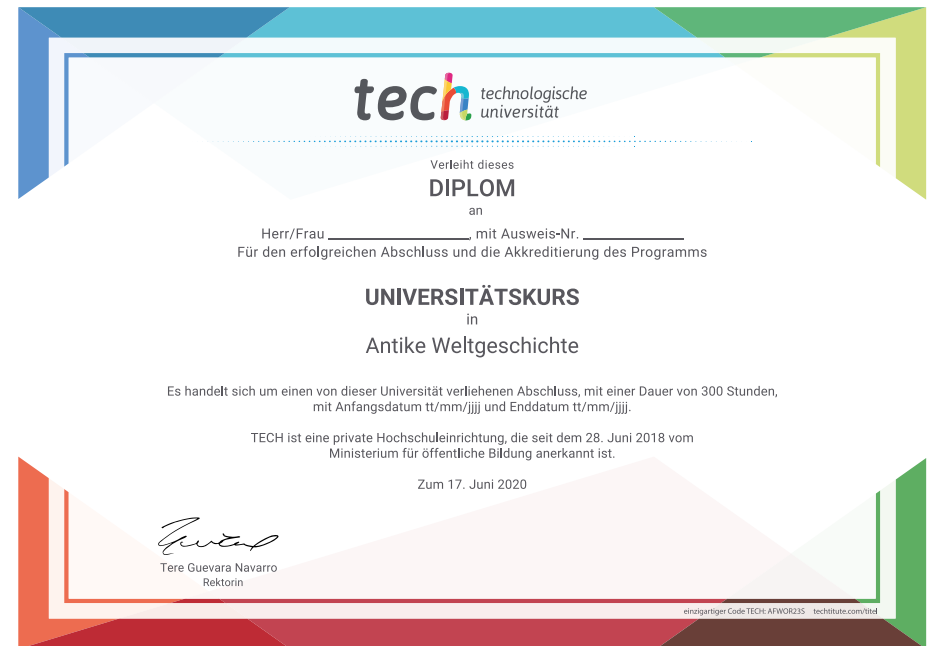 tech technologische
universität
Verleiht dieses
DIPLOM
an
Herr/Frau ____________________, mit Ausweis-Nr. ______________
Für den erfolgreichen Abschluss und die Akkreditierung des Programms
UNIVERSITÄTSKURS
in
Antike Weltgeschichte
Es handelt sich um einen von dieser Universität verliehenen Abschluss, mit einer Dauer von 300 Stunden,
mit Anfangsdatum tt/mm/jjjj und Enddatum tt/mm/jjjj.
TECH ist eine private Hochschuleinrichtung, die seit dem 28. Juni 2018 vom
Ministerium für öffentliche Bildung anerkannt ist.
Zum 17. Juni 2020
Tere Guevara Navarro
Rektorin
einzigartiger Code TECH: AFWOR23S techtitute.com/titel